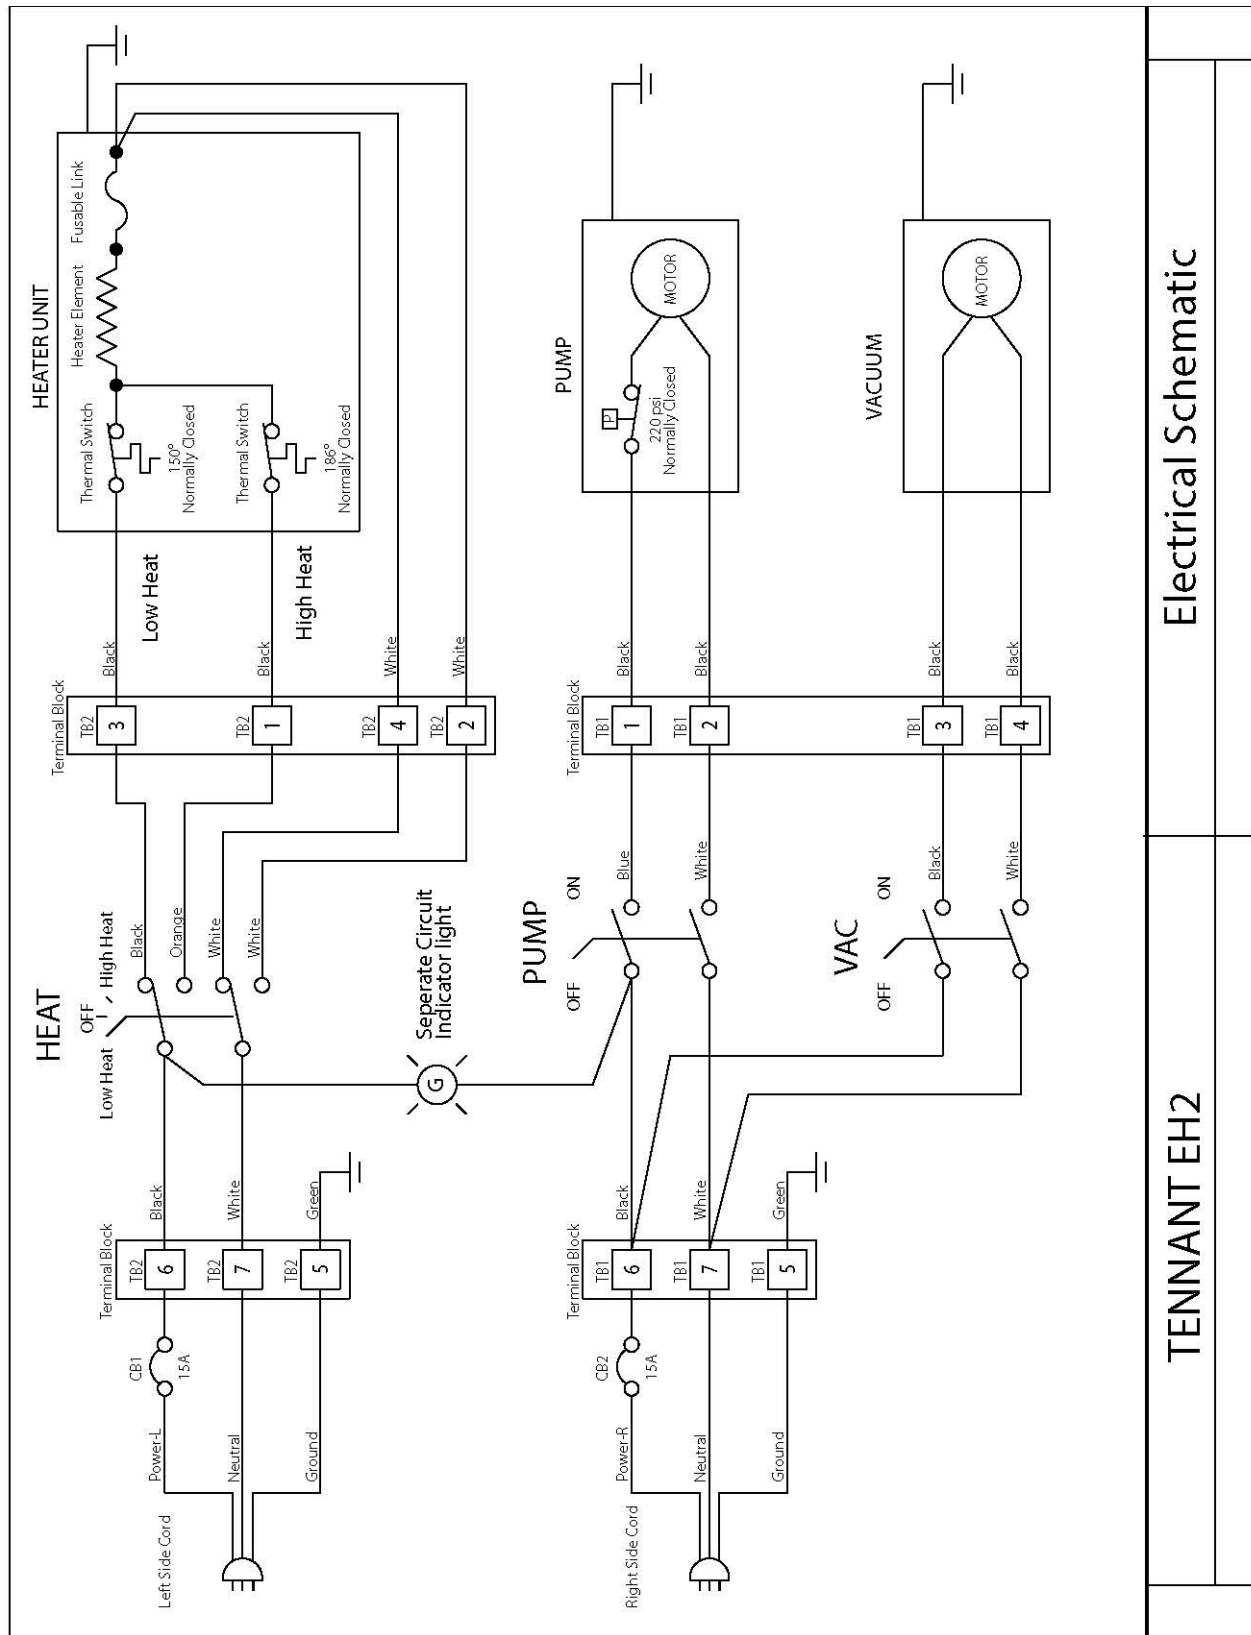 HEATER UNIT
Thermal Switch
150°
Normally Closed
Heater Element
Fusable Link
Thermal Switch
186°
Normally Closed
Low Heat
High Heat
Black
Black
White
White
Terminal Block
TB2
3
TB2
1
TB2
4
TB2
2
HEAT
Low Heat
OFF
High Heat
Black
Orange
White
White
Seperate Circuit
Indicator light
G
Terminal Block
TB2
6
TB2
7
TB2
5
Black
White
Green
CB1
15A
Power-L
Neutral
Ground
Left Side Cord
PUMP
P
220 psi
Normally Closed
MOTOR
VACUUM
MOTOR
Black
Black
Black
Black
Terminal Block
TB1
1
TB1
2
TB1
3
TB1
4
Blue
White
Black
White
PUMP
OFF
ON
VAC
OFF
ON
Terminal Block
TB1
6
TB1
7
TB1
5
Black
White
Green
CB2
15A
Power-R
Neutral
Ground
Right Side Cord
TENNANT EH2
Electrical Schematic